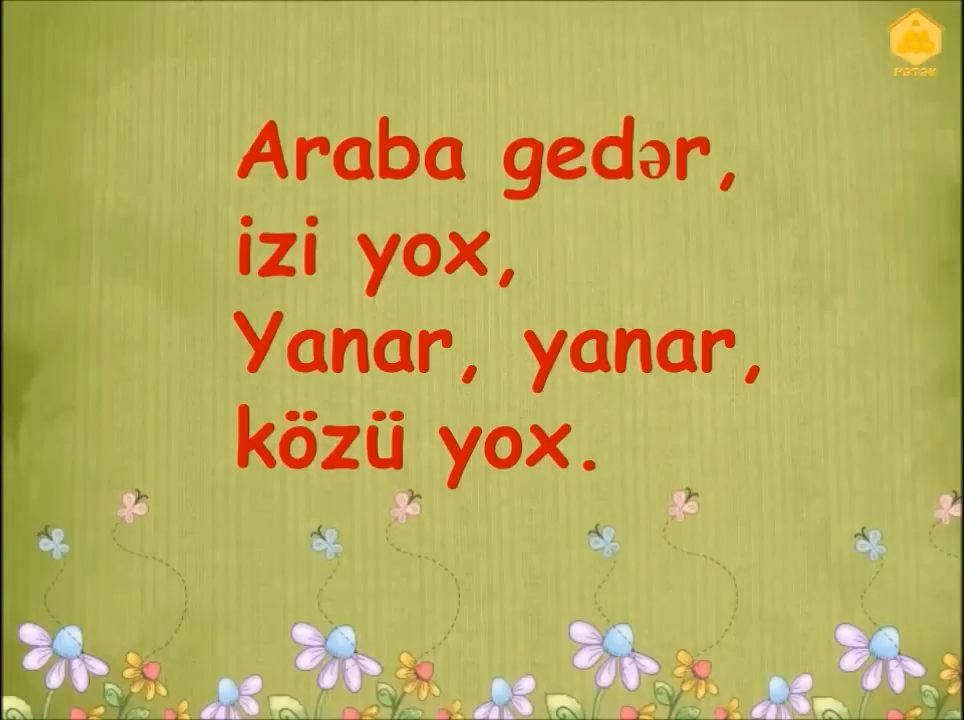 Araba gedər,
izi yox,
Yanar, yanar,
közü yox.